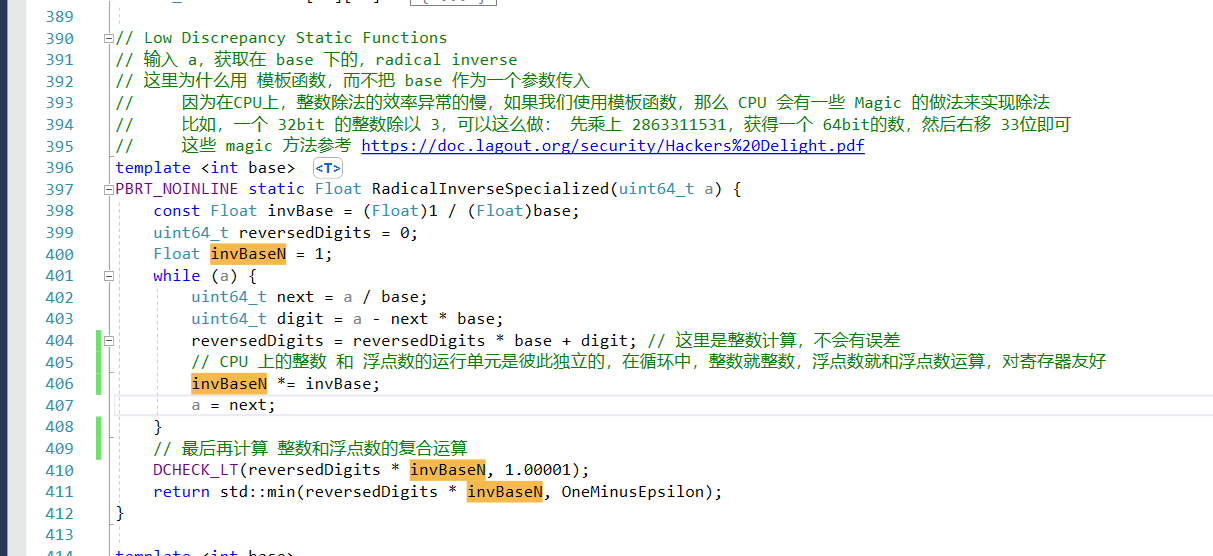 389
390 // Low Discrepancy Static Functions
391 // 输入 a，获取在 base 下的，radical inverse
392 // 这里为什么用 模板函数，而不把 base 作为一个参数传入
393 //     因为在CPU上，整数除法的效率异常的慢，如果我们使用模板函数，那么 CPU 会有一些 Magic 的做法来实现除法
394 //     比如，一个 32bit 的整数除以 3，可以这么做： 先乘上 2863311531，获得一个 64bit的数，然后右移 33位即可
395 //     这些 magic 方法参考 https://doc.lagout.org/security/Hackers%20Delight.pdf
396 template <int base> <T>
397 PBRT_NOINLINE static Float RadicalInverseSpecialized(uint64_t a) {
398     const Float invBase = (Float)1 / (Float)base;
399     uint64_t reversedDigits = 0;
400     Float invBaseN = 1;
401     while (a) {
402         uint64_t next = a / base;
403         uint64_t digit = a - next * base;
404         reversedDigits = reversedDigits * base + digit; // 这里是整数计算，不会有误差
405         // CPU 上的整数 和 浮点数的运行单元是彼此独立的，在循环中，整数就整数，浮点数就和浮点数运算，对寄存器友好
406         invBaseN *= invBase;
407         a = next;
408     }
409     // 最后再计算 整数和浮点数的复合运算
410     DCHECK_LT(reversedDigits * invBaseN, 1.00001);
411     return std::min(reversedDigits * invBaseN, OneMinusEpsilon);
412 }
413
414 template <int base>